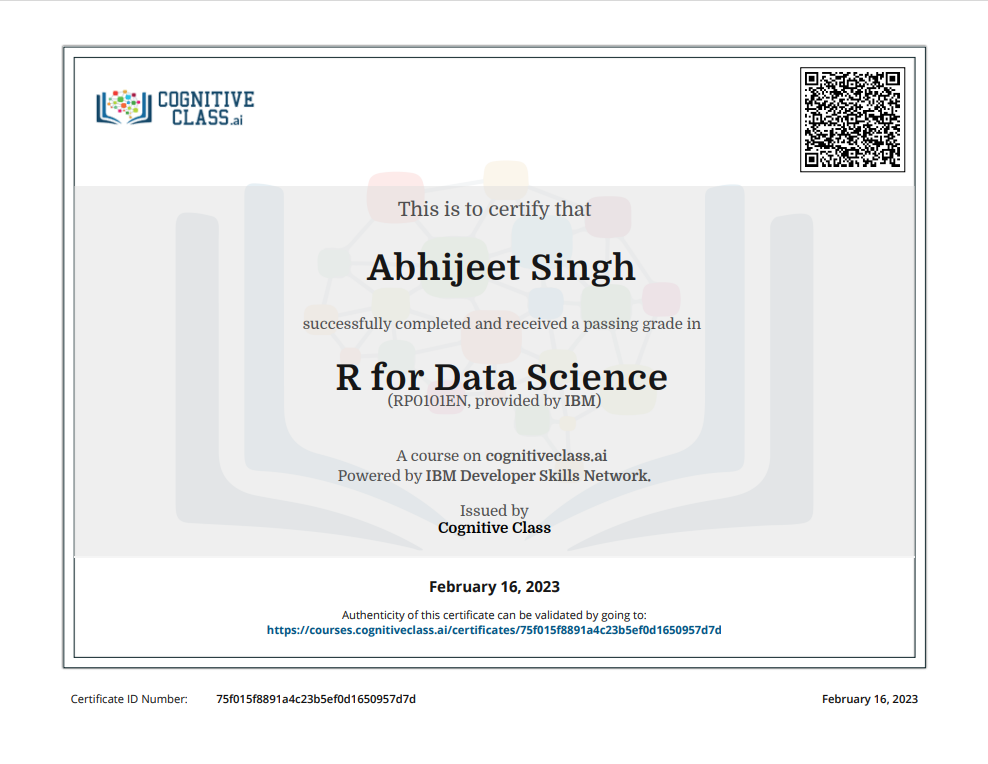 COGNITIVE
CLASS.ai
This is to certify that
Abhijeet Singh
successfully completed and received a passing grade in
R for Data Science
(RP0101EN, provided by IBM)
A course on cognitiveclass.ai
Powered by IBM Developer Skills Network.
Issued by
Cognitive Class
February 16, 2023
Authenticity of this certificate can be validated by going to:
https://courses.cognitiveclass.ai/certificates/75f015f8891a4c23b5ef0d1650957d7d
Certificate ID Number: 75f015f8891a4c23b5ef0d1650957d7d February 16, 2023